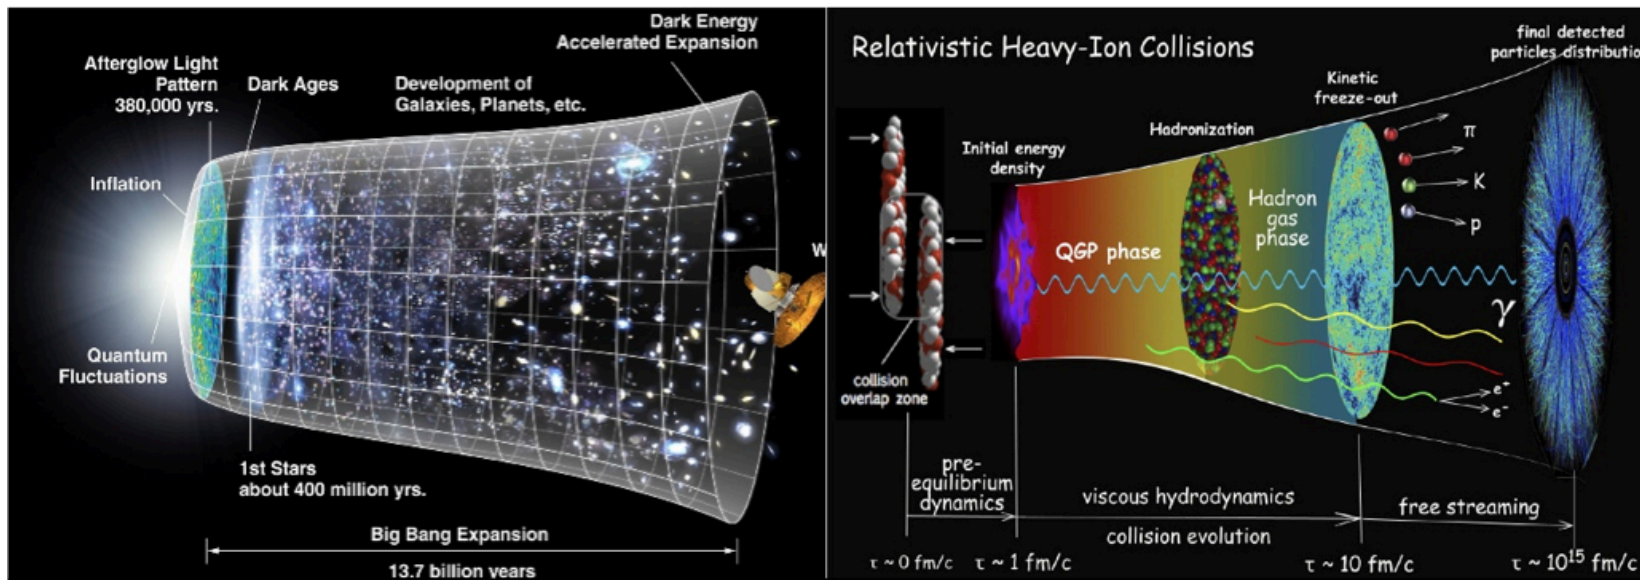 Dark Energy
Accelerated Expansion
Afterglow Light
Pattern
380,000 yrs.
Dark Ages
Development of
Galaxies, Planets, etc.
Inflation
W
Quantum
Fluctuations
1st Stars
about 400 million yrs.
Big Bang Expansion
13.7 billion years
Relativistic Heavy-Ion Collisions
final detected
particles distributio
Kinetic
freeze-out
Hadronization
Initial energy
density
π
K
p
QGP phase
Hadron
gas
phase
γ
e⁺
e⁻
collision
overlap zone
pre-
equilibrium
dynamics
viscous hydrodynamics
collision evolution
free streaming
τ ~ 0 fm/c
τ ~ 1 fm/c
τ ~ 10 fm/c
τ ~ 10¹⁵ fm/c